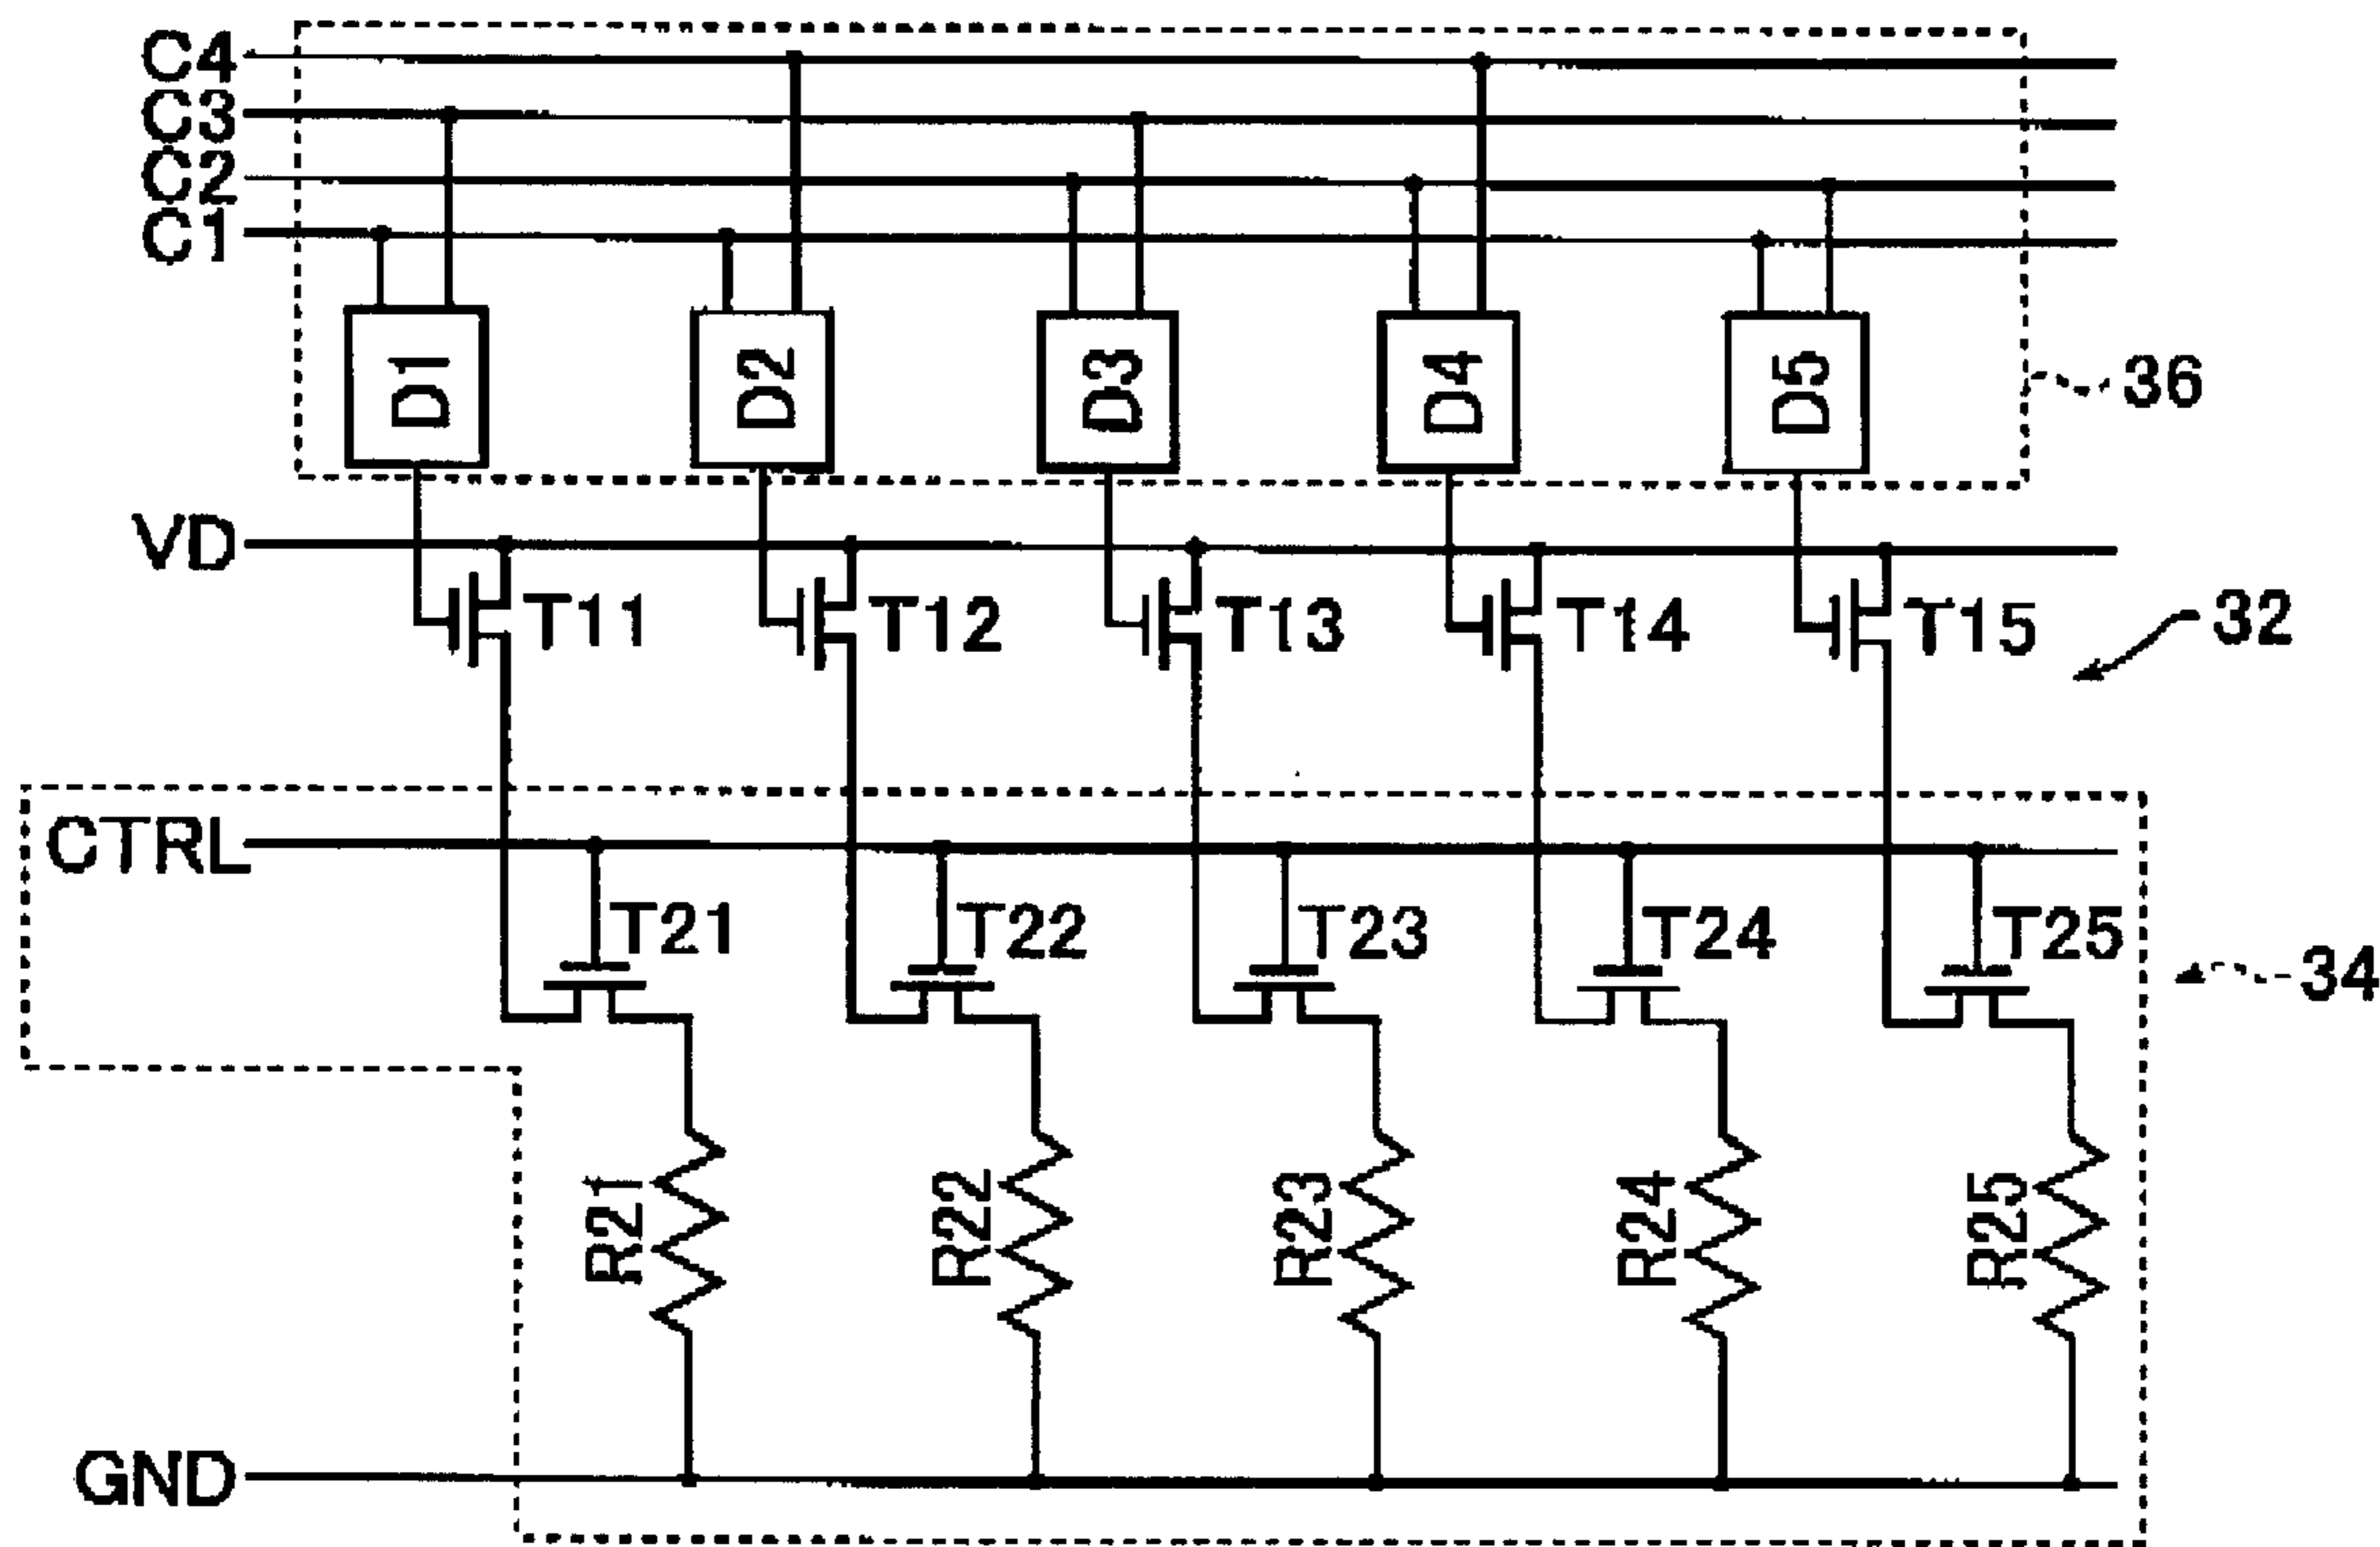 C4
C3
C2
C1
D1 D2 D3 D4 D5
36
VD
T11 T12 T13 T14 T15
32
CTRL
T21 T22 T23 T24 T25
34
R21 R22 R23 R24 R25
GND